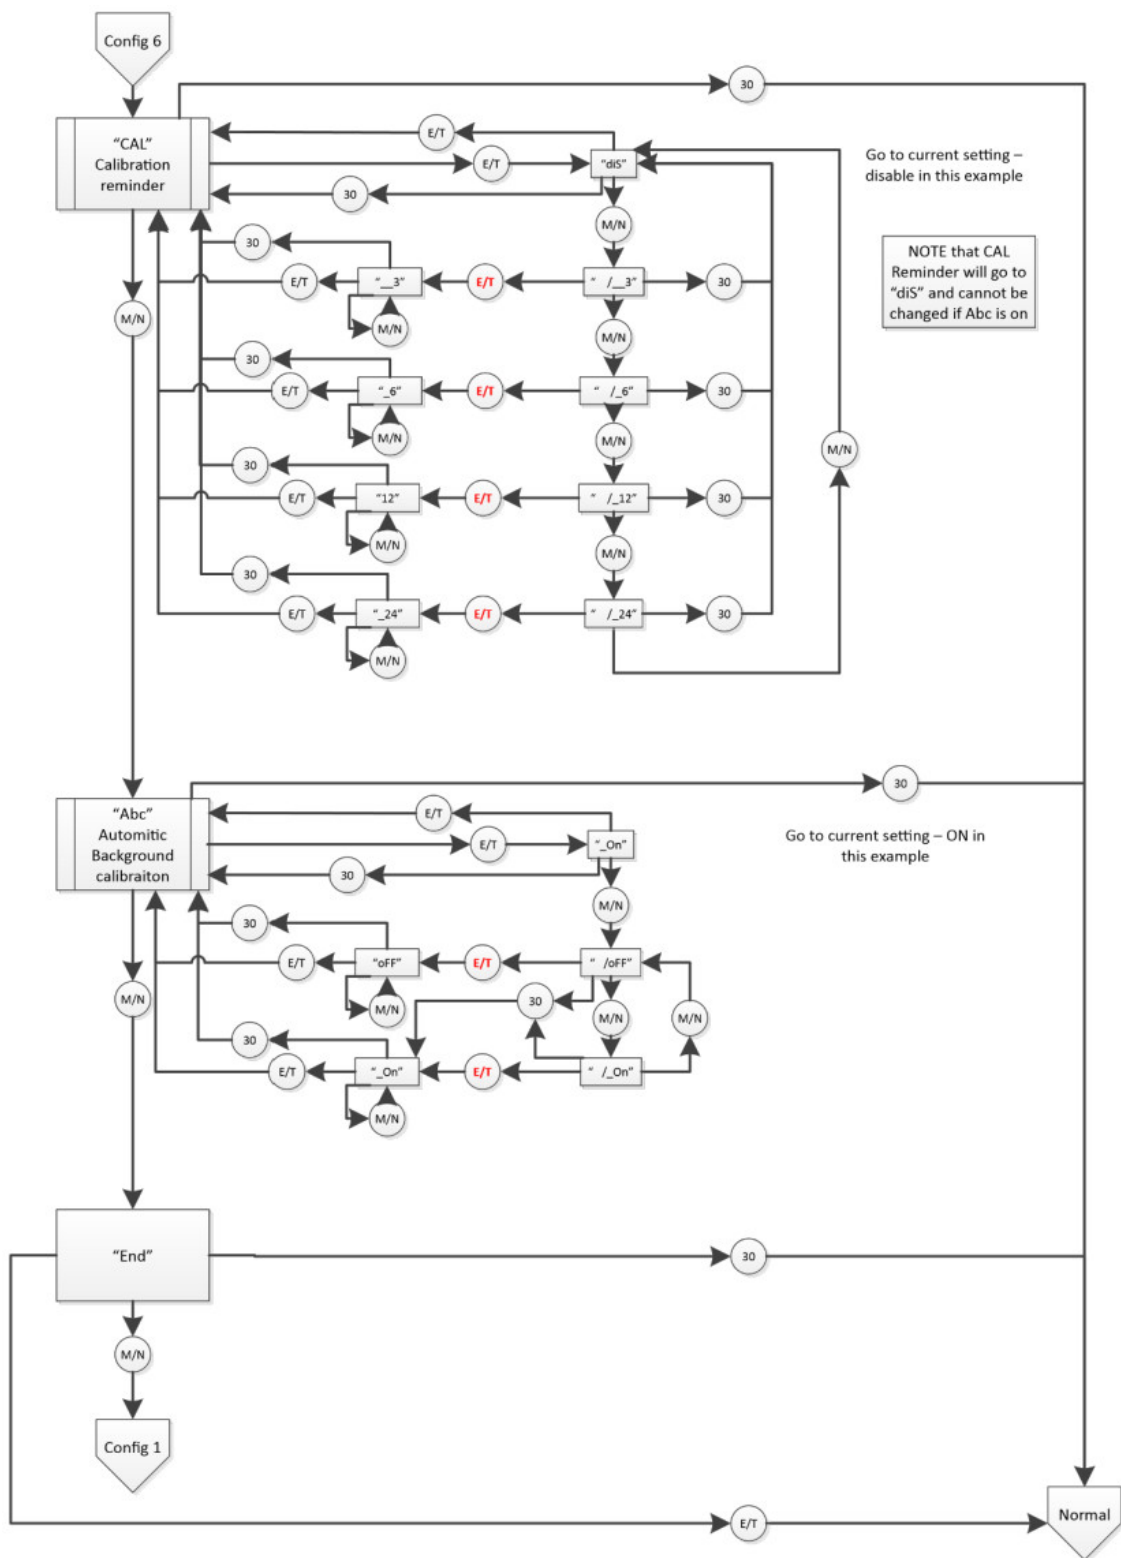 Config 6
30
"CAL"
Calibration
reminder
E/T
E/T
"diS"
Go to current setting –
disable in this example
30
M/N
NOTE that CAL
Reminder will go to
"diS" and cannot be
changed if Abc is on
30
E/T
"__3"
E/T
" /__3"
30
M/N
M/N
M/N
30
E/T
"_6"
E/T
" /_6"
30
M/N
M/N
M/N
30
E/T
"12"
E/T
" /_12"
30
M/N
M/N
30
E/T
"_24"
E/T
" /_24"
30
M/N
30
"Abc"
Automitic
Background
calibraiton
E/T
E/T
"_On"
Go to current setting – ON in
this example
30
M/N
30
E/T
"oFF"
E/T
" /oFF"
M/N
M/N
30
M/N
M/N
30
E/T
"_On"
E/T
" /_On"
M/N
"End"
30
M/N
Config 1
E/T
Normal